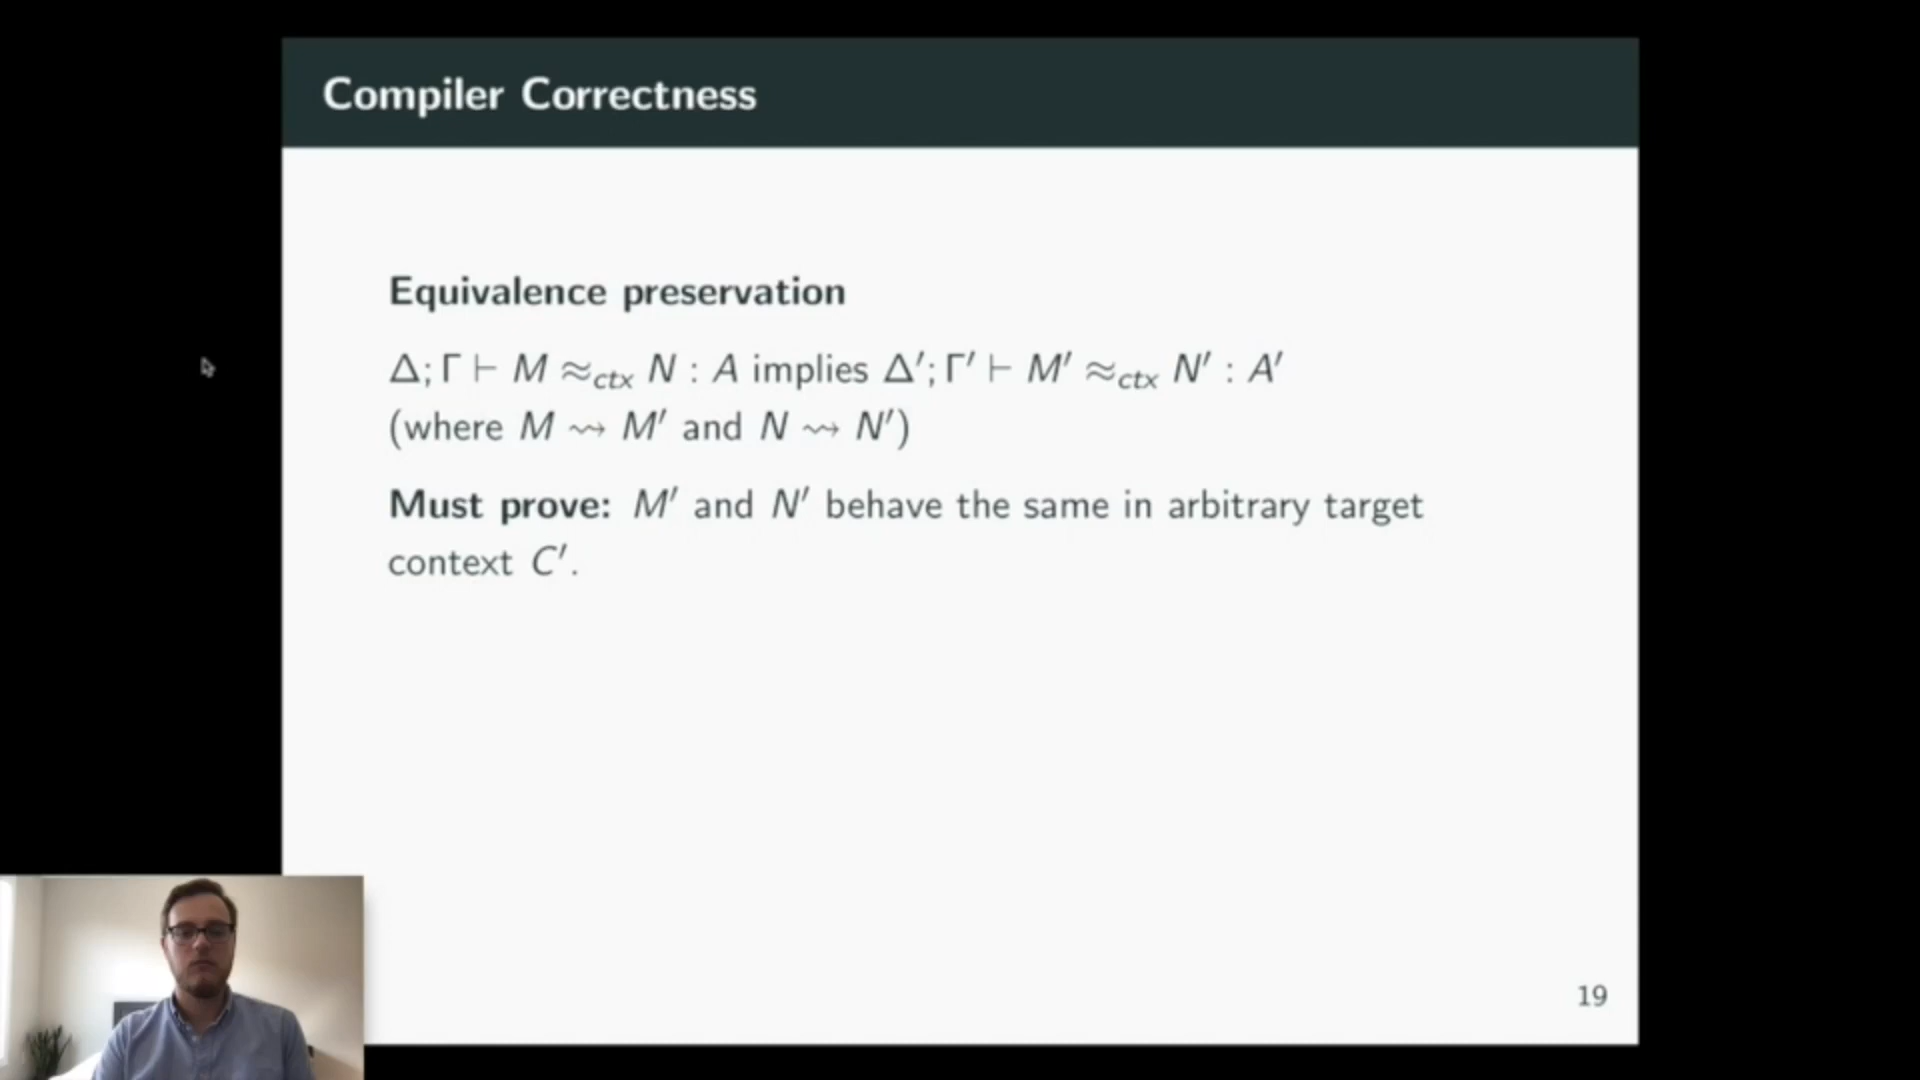 Compiler Correctness
Equivalence preservation
Δ; Γ ⊢ M ≈ctx N : A implies Δ′; Γ′ ⊢ M′ ≈ctx N′ : A′
(where M ⇝ M′ and N ⇝ N′)
Must prove: M′ and N′ behave the same in arbitrary target
context C′.
19